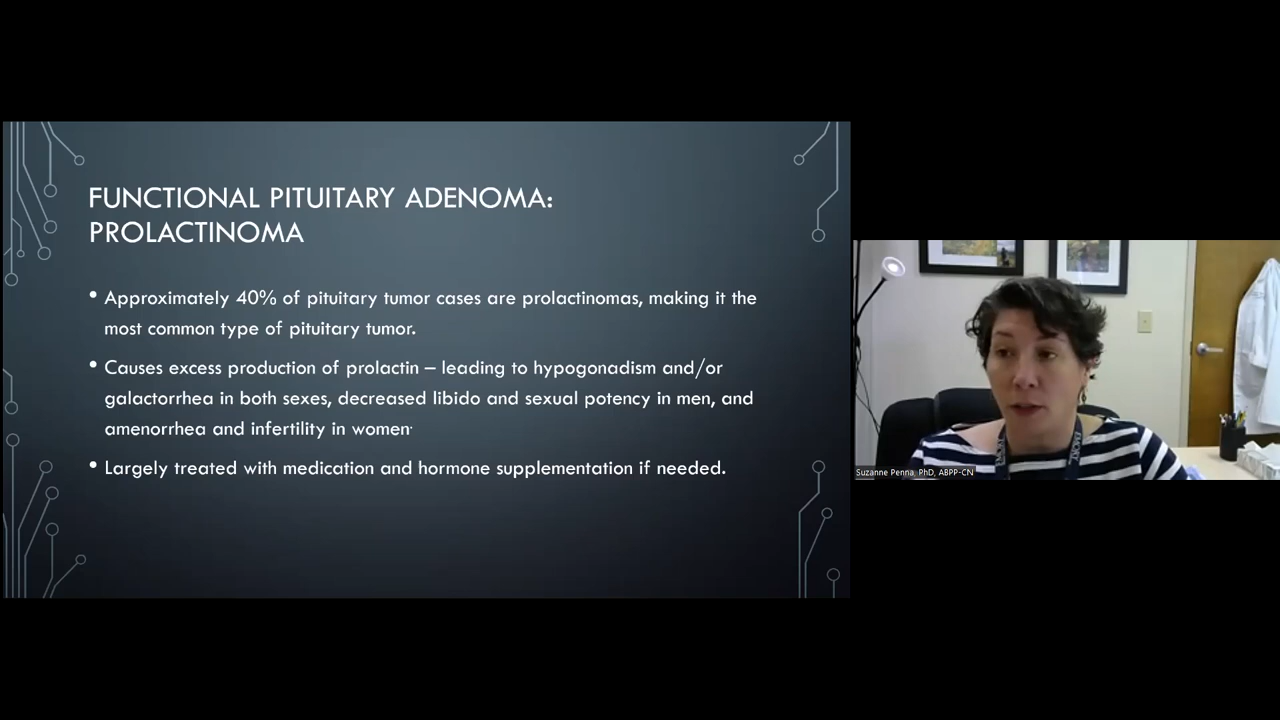 FUNCTIONAL PITUITARY ADENOMA:
PROLACTINOMA
• Approximately 40% of pituitary tumor cases are prolactinomas, making it the
most common type of pituitary tumor.
• Causes excess production of prolactin – leading to hypogonadism and/or
galactorrhea in both sexes, decreased libido and sexual potency in men, and
amenorrhea and infertility in women.
• Largely treated with medication and hormone supplementation if needed.
Suzanne Penna, PhD, ABPP-CN